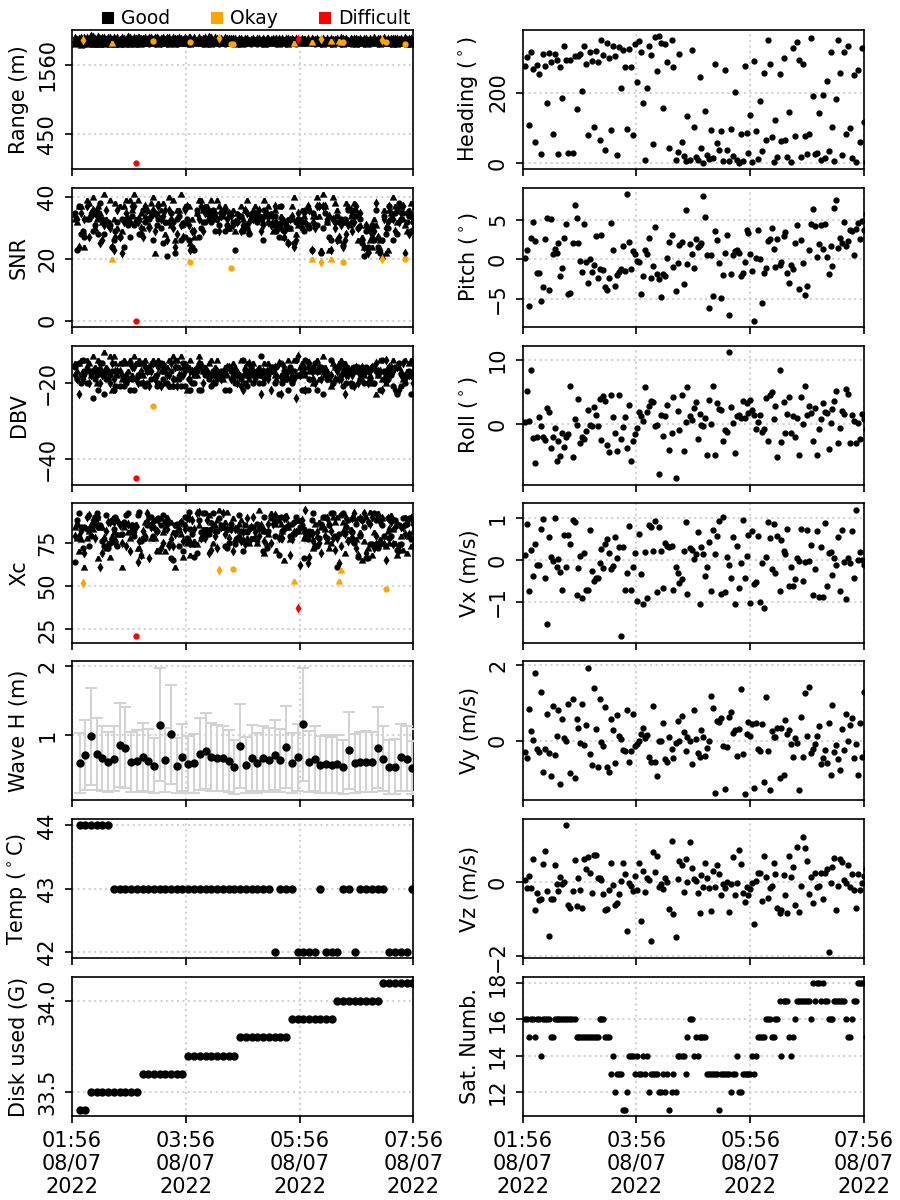 Good Okay Difficult
Range (m)
1560
450
Heading (°)
200
0
SNR
40
20
0
Pitch (°)
5
0
−5
DBV
−20
−40
Roll (°)
10
0
Xc
75
50
25
Vx (m/s)
1
0
−1
Wave H (m)
2
1
Vy (m/s)
2
0
Temp (°C)
44
43
42
Vz (m/s)
0
−2
Disk used (G)
34.0
33.5
Sat. Numb.
18
16
14
12
01:56 03:56 05:56 07:56
08/07 08/07 08/07 08/07
2022 2022 2022 2022
01:56 03:56 05:56 07:56
08/07 08/07 08/07 08/07
2022 2022 2022 2022